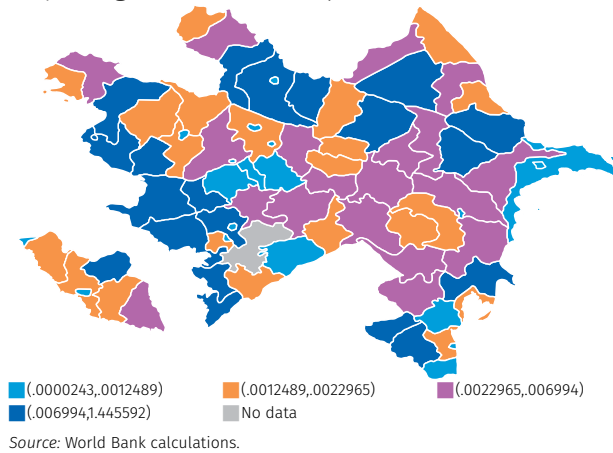 (.0000243,.0012489) (.0012489,.0022965) (.0022965,.006994)
(.006994,1.445592) No data
Source: World Bank calculations.